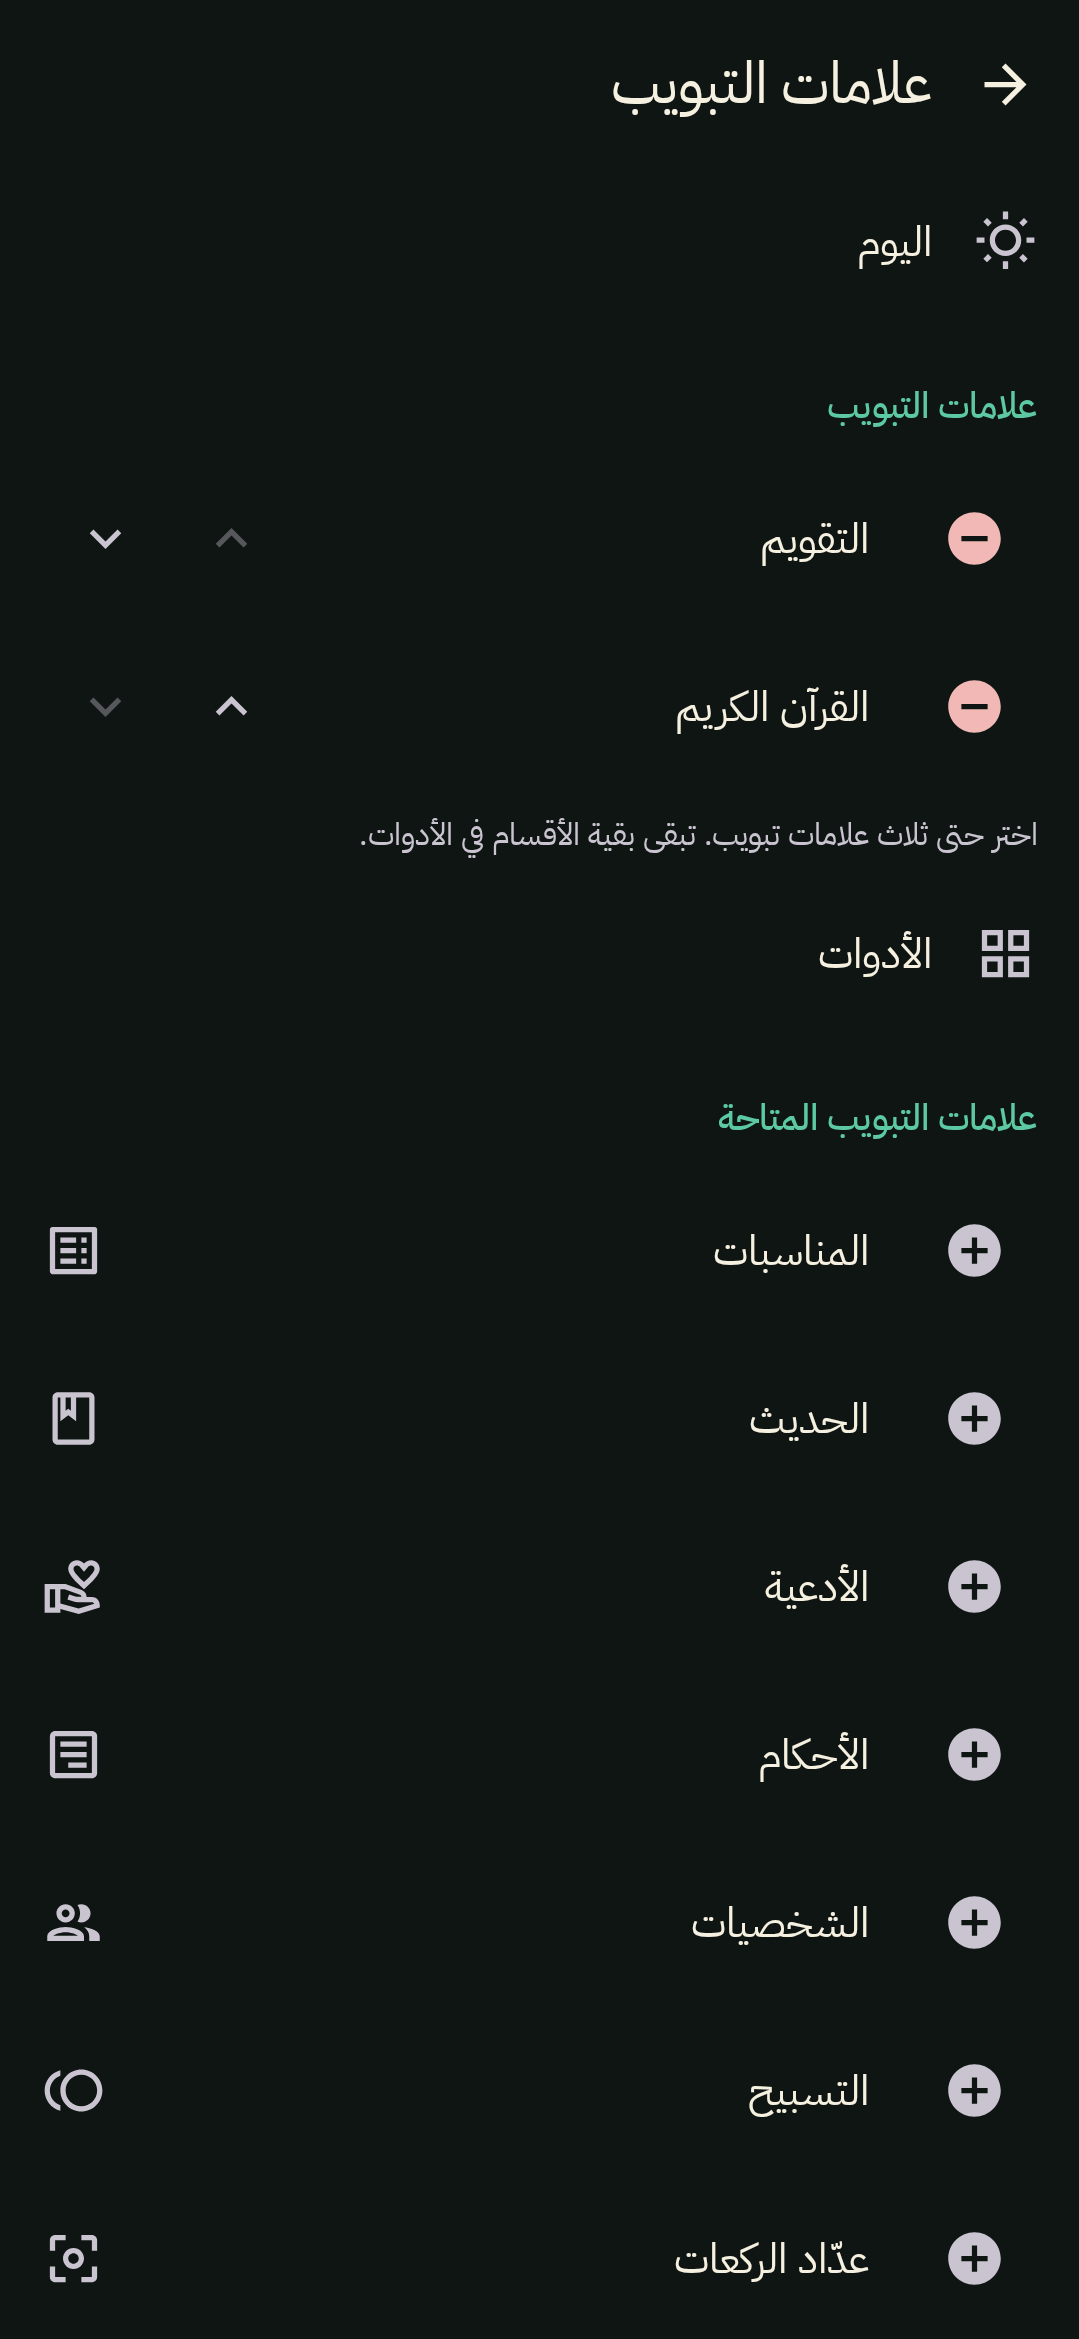 علامات التبويب
اليوم
علامات التبويب
التقويم
القرآن الكريم
اختر حتى ثلاث علامات تبويب. تبقى بقية الأقسام في الأدوات.
الأدوات
علامات التبويب المتاحة
المناسبات
الحديث
الأدعية
الأحكام
الشخصيات
التسبيح
عدّاد الركعات